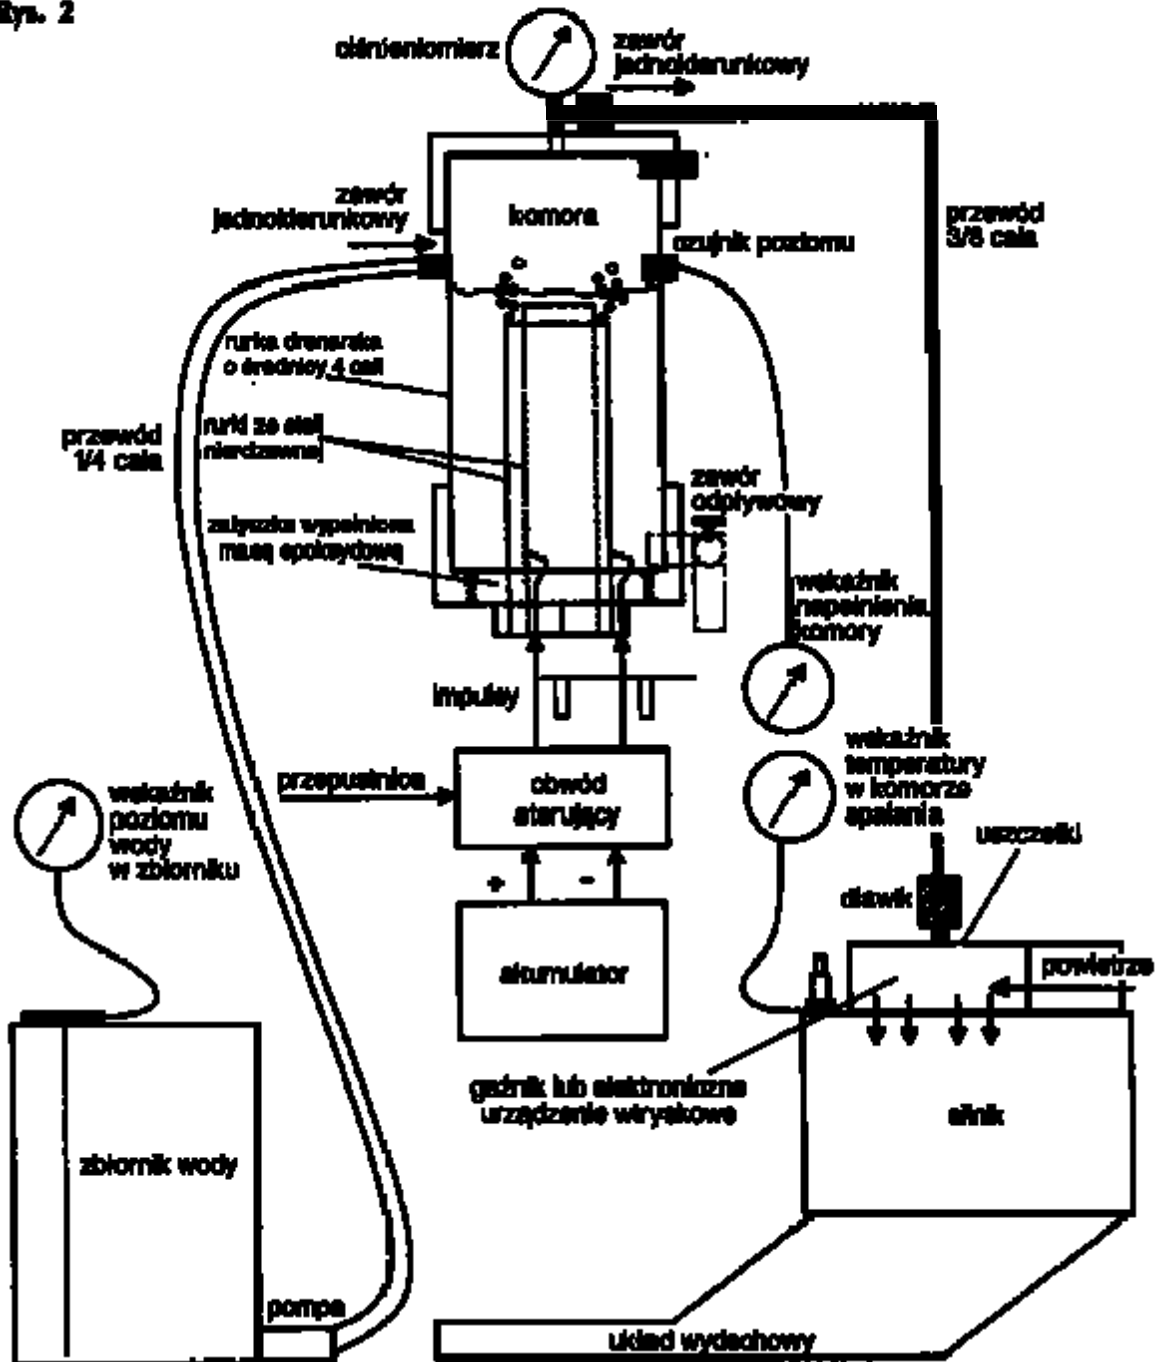 Rys. 2
ciśnieniomierz
zawór
jednokierunkowy
zawór
jednokierunkowy
komora
czujnik poziomu
przewód
3/8 cala
rurka drenarska
o średnicy 4 cali
przewód
1/4 cala
rurki ze stali
nierdzewnej
zawór
odpływowy
zatyczka wypełniona
masą epoksydową
wskaźnik
napełnienia
komory
impulsy
przepustnica
obwód
sterujący
wskaźnik
temperatury
w komorze
spalania
wskaźnik
poziomu
wody
w zbiorniku
uszczelki
+ -
dławik
akumulator
powietrze
gaźnik lub elektroniczne
urządzenie wtryskowe
silnik
zbiornik wody
pompa
układ wydechowy